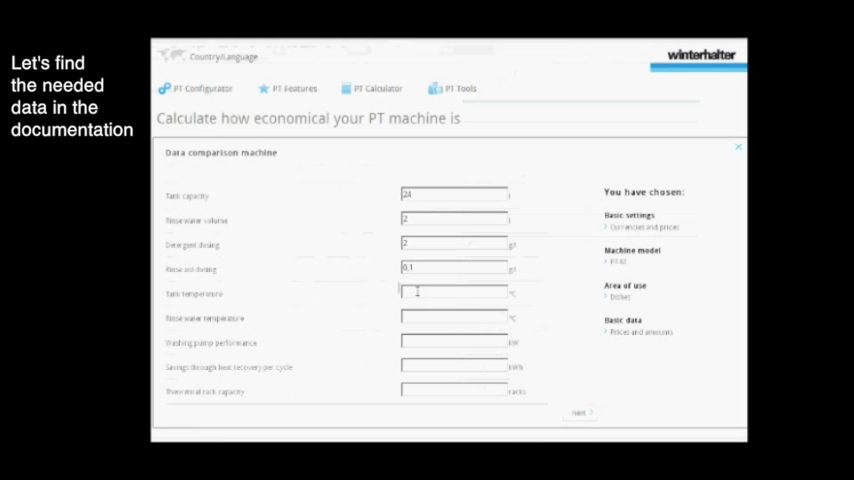 Let's find
the needed
data in the
documentation
Country/Language
winterhalter
PT Configurator
PT Features
PT Calculator
PT Tools
Calculate how economical your PT machine is
Data comparison machine
Tank capacity
24
l
Rinse water volume
2
l
Detergent dosing
2
g/l
Rinse aid dosing
0,1
g/l
Tank temperature
°C
Rinse water temperature
°C
Washing pump performance
kW
Savings through heat recovery per cycle
kWh
Theoretical rack capacity
racks
You have chosen:
Basic settings
Currencies and prices
Machine model
PT-M
Area of use
Dishes
Basic data
Prices and amounts
Next